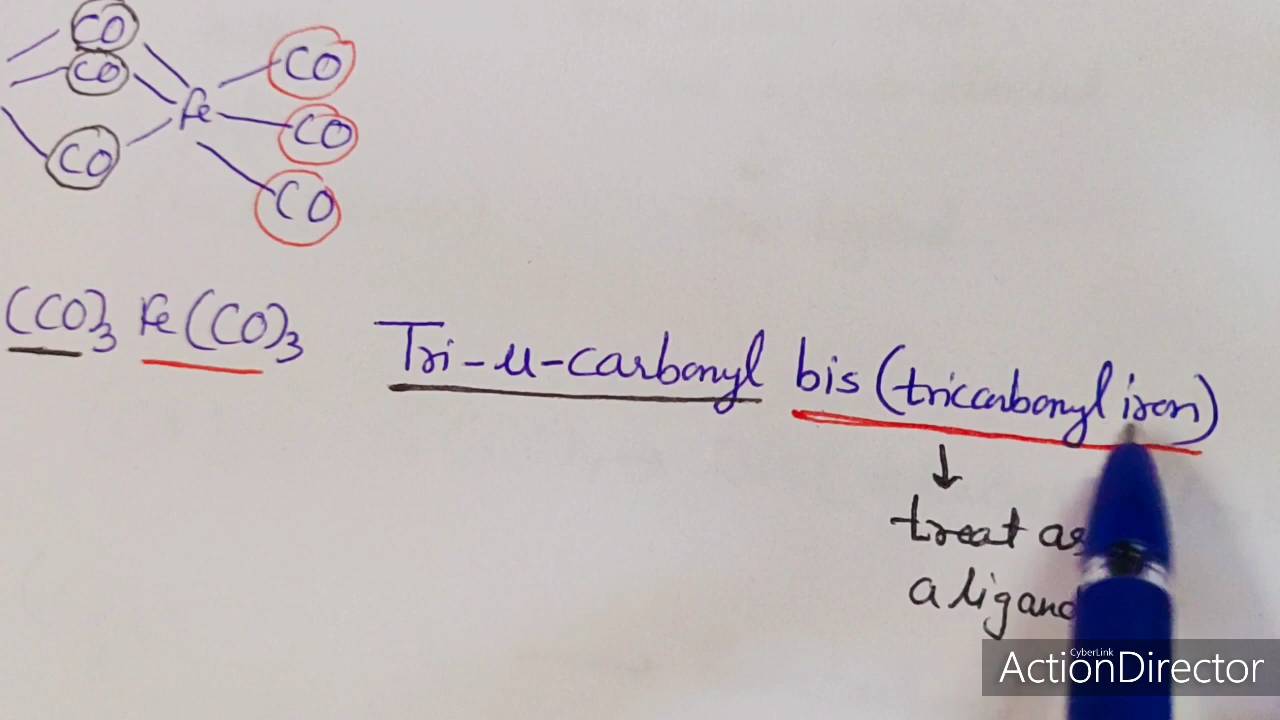 CO
CO
CO
Fe
CO
CO
CO
(CO)3 Fe(CO)3
Tri-μ-carbonyl bis (tricarbonyl iron)
↓
treat as
a ligand
CyberLink
ActionDirector